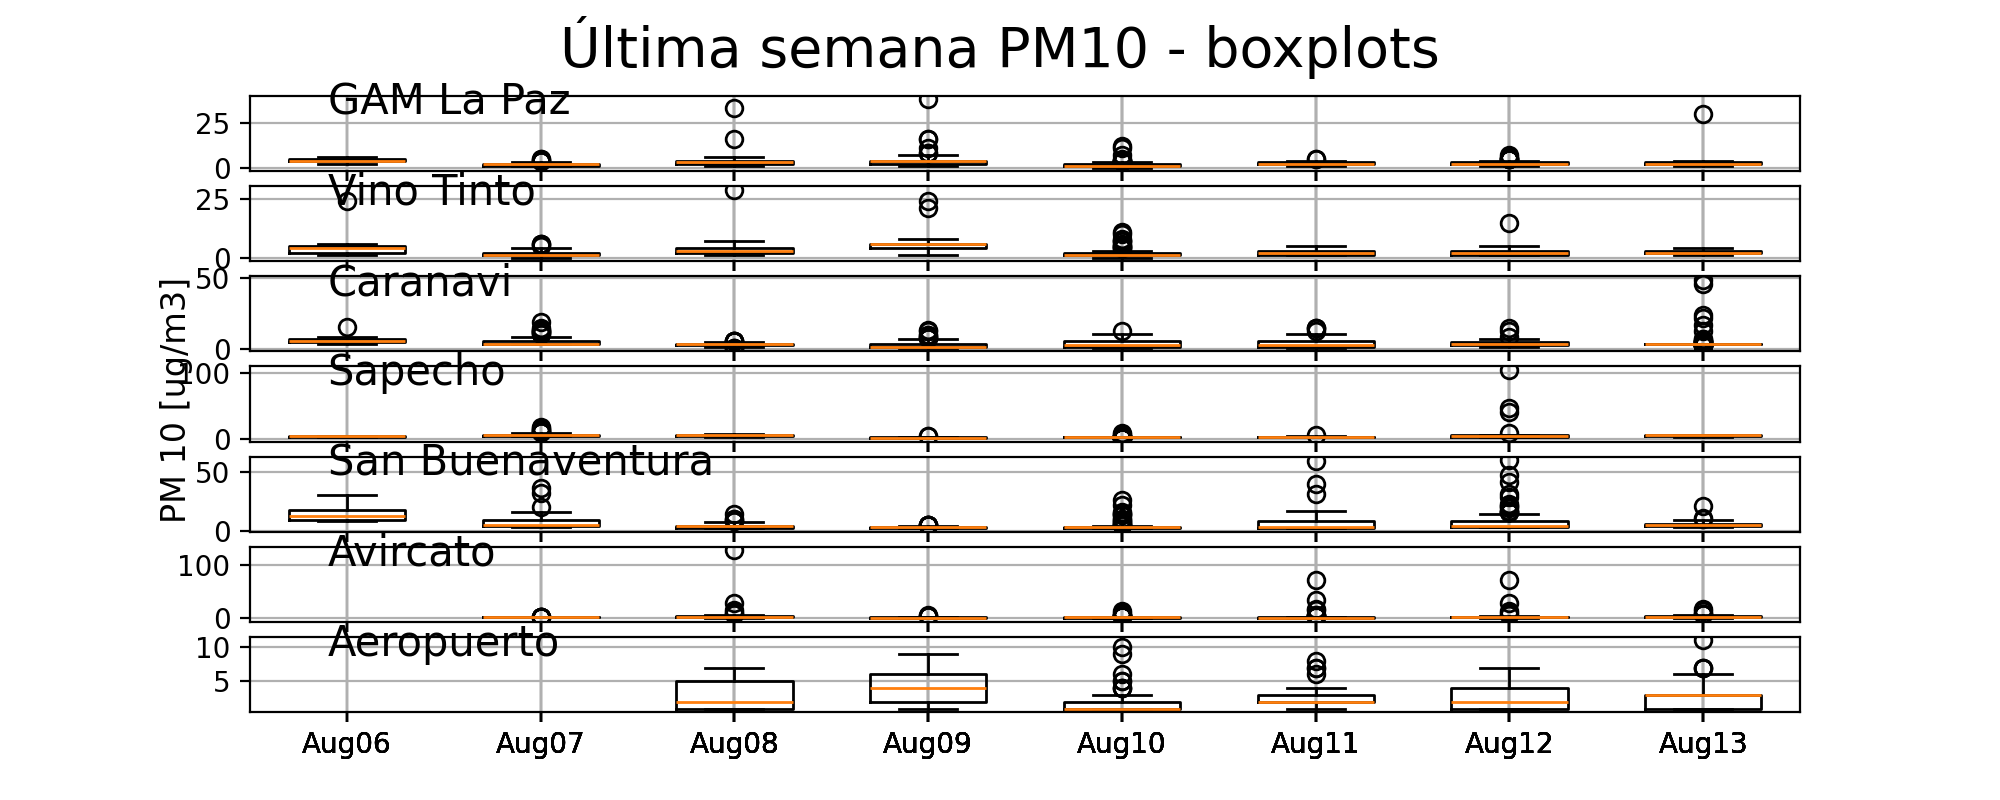 Última semana PM10 - boxplots
GAM La Paz
25
0
Vino Tinto
25
0
Caranavi
50
0
PM 10 [ug/m3]
Sapecho
100
0
San Buenaventura
50
0
Avircato
100
0
Aeropuerto
10
5
Aug06 Aug07 Aug08 Aug09 Aug10 Aug11 Aug12 Aug13